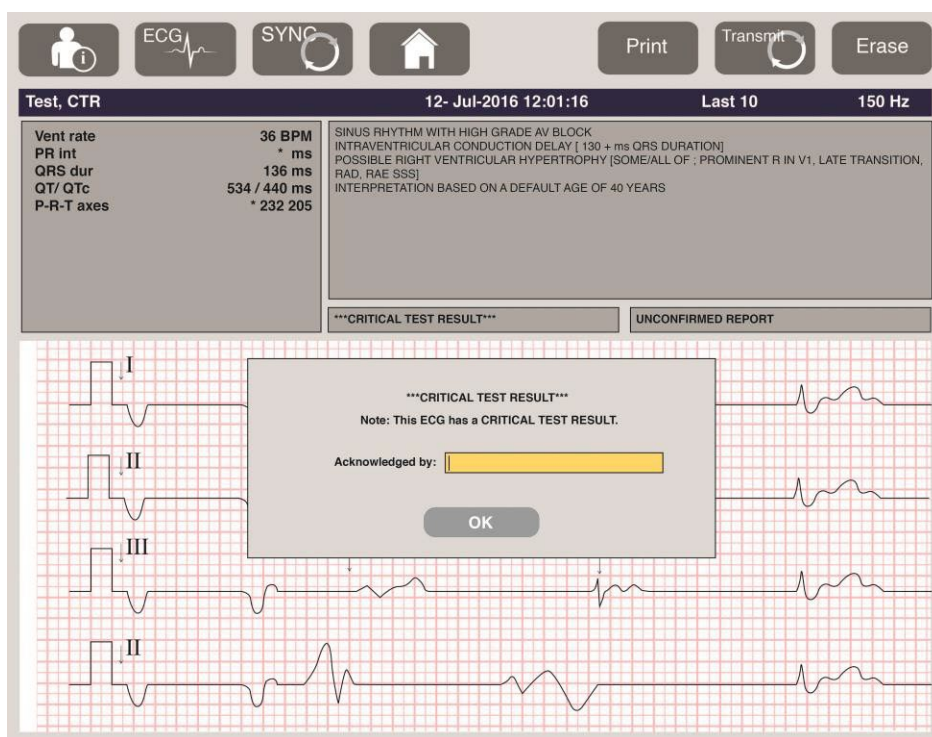 ECG
SYNC
Print
Transmit
Erase
Test, CTR 12- Jul-2016 12:01:16 Last 10 150 Hz
Vent rate 36 BPM
PR int * ms
QRS dur 136 ms
QT/ QTc 534 / 440 ms
P-R-T axes * 232 205
SINUS RHYTHM WITH HIGH GRADE AV BLOCK
INTRAVENTRICULAR CONDUCTION DELAY [ 130 + ms QRS DURATION]
POSSIBLE RIGHT VENTRICULAR HYPERTROPHY [SOME/ALL OF ; PROMINENT R IN V1, LATE TRANSITION,
RAD, RAE SSS]
INTERPRETATION BASED ON A DEFAULT AGE OF 40 YEARS
***CRITICAL TEST RESULT***
UNCONFIRMED REPORT
I
II
III
II
***CRITICAL TEST RESULT***
Note: This ECG has a CRITICAL TEST RESULT.
Acknowledged by:
OK